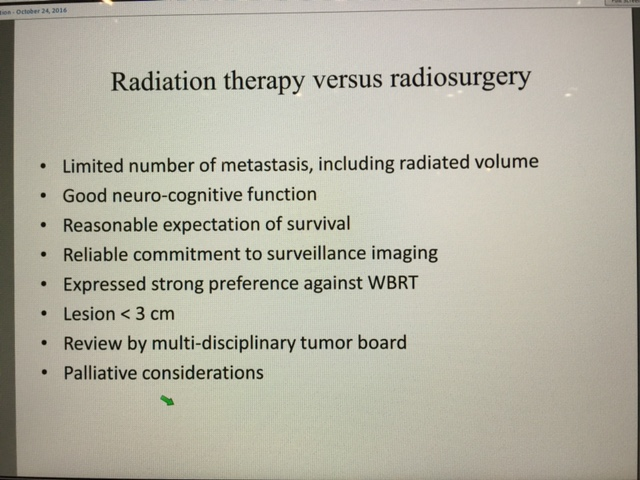 October 24, 2016
Radiation therapy versus radiosurgery
• Limited number of metastasis, including radiated volume
• Good neuro-cognitive function
• Reasonable expectation of survival
• Reliable commitment to surveillance imaging
• Expressed strong preference against WBRT
• Lesion < 3 cm
• Review by multi-disciplinary tumor board
• Palliative considerations